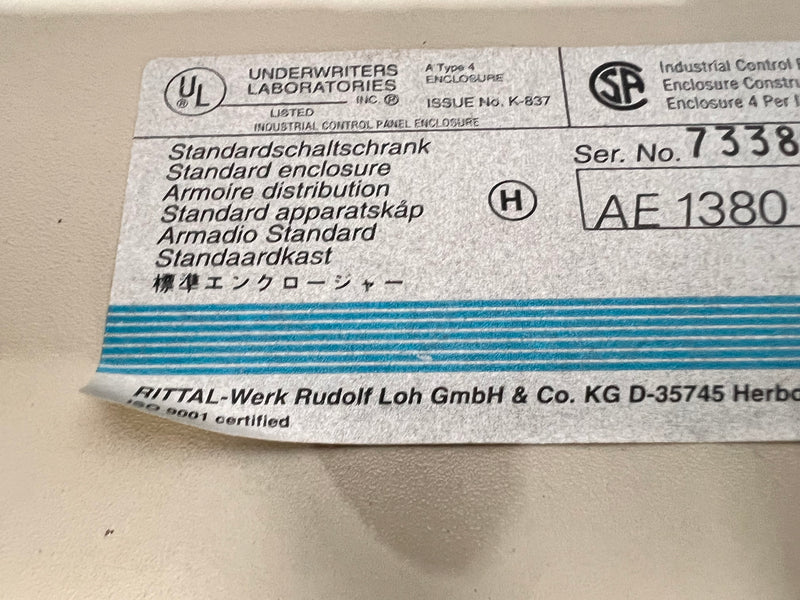 UL ®
UNDERWRITERS
LABORATORIES
INC. ®
LISTED
INDUSTRIAL CONTROL PANEL ENCLOSURE
A Type 4
ENCLOSURE
ISSUE No. K-837
SA
Industrial Control
Enclosure Constru
Enclosure 4 Per
Standardschaltschrank
Standard enclosure
Armoire distribution
Standard apparatskåp
Armadio Standard
Standaardkast
標準エンクロージャー
H
Ser. No. 7338
AE 1380
RITTAL-Werk Rudolf Loh GmbH & Co. KG D-35745 Herbo
ISO 9001 certified